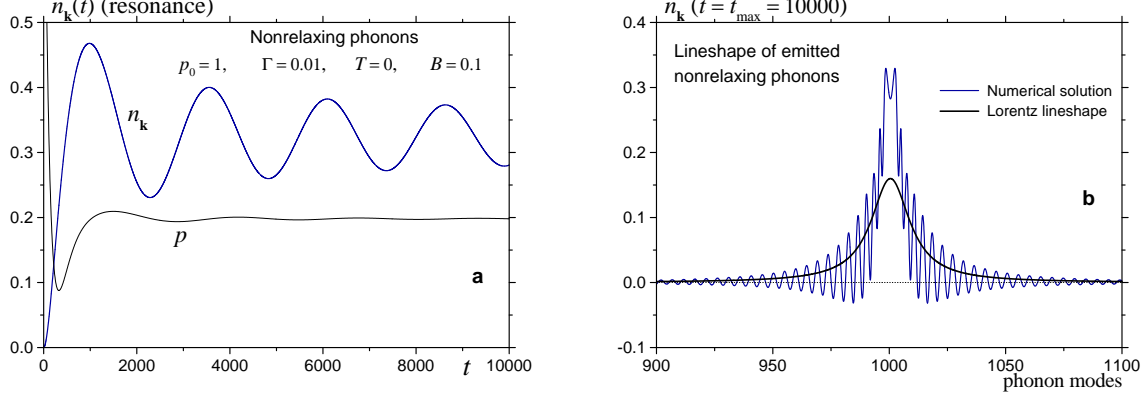 n_k(t) (resonance)
0.5
0.4
0.3
0.2
0.1
0.0
Nonrelaxing phonons
p_0 = 1, Γ = 0.01, T = 0, B = 0.1
n_k
p
a
0 2000 4000 6000 8000 10000
t
n_k (t = t_max = 10000)
0.4
0.3
0.2
0.1
0.0
-0.1
Lineshape of emitted
nonrelaxing phonons
Numerical solution
Lorentz lineshape
b
900 950 1000 1050 1100
phonon modes